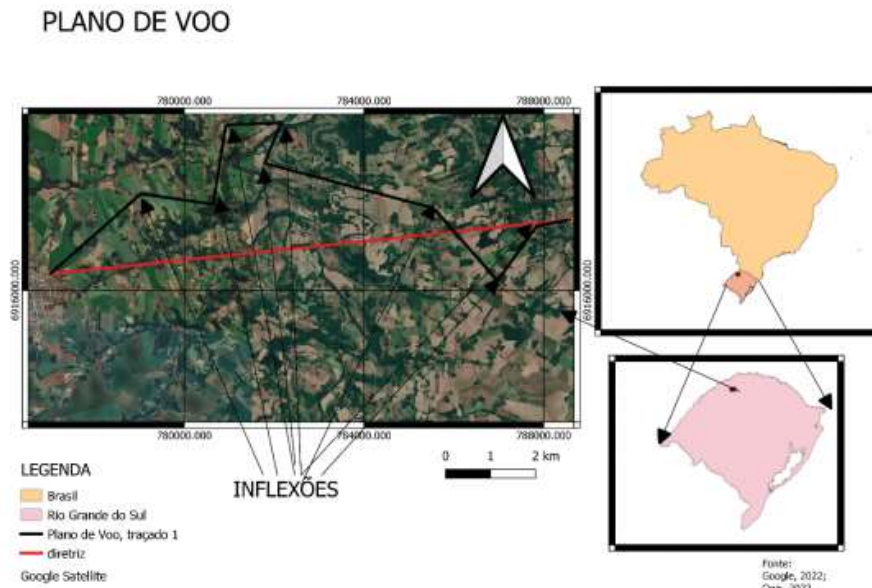 PLANO DE VOO
780000.000 784000.000 788000.000
6916000.000 6916000.000
780000.000 784000.000 788000.000
0 1 2 km
INFLEXÕES
LEGENDA
Brasil
Rio Grande do Sul
Plano de Voo, traçado 1
diretriz
Google Satellite
Fonte:
Google, 2022;
2022